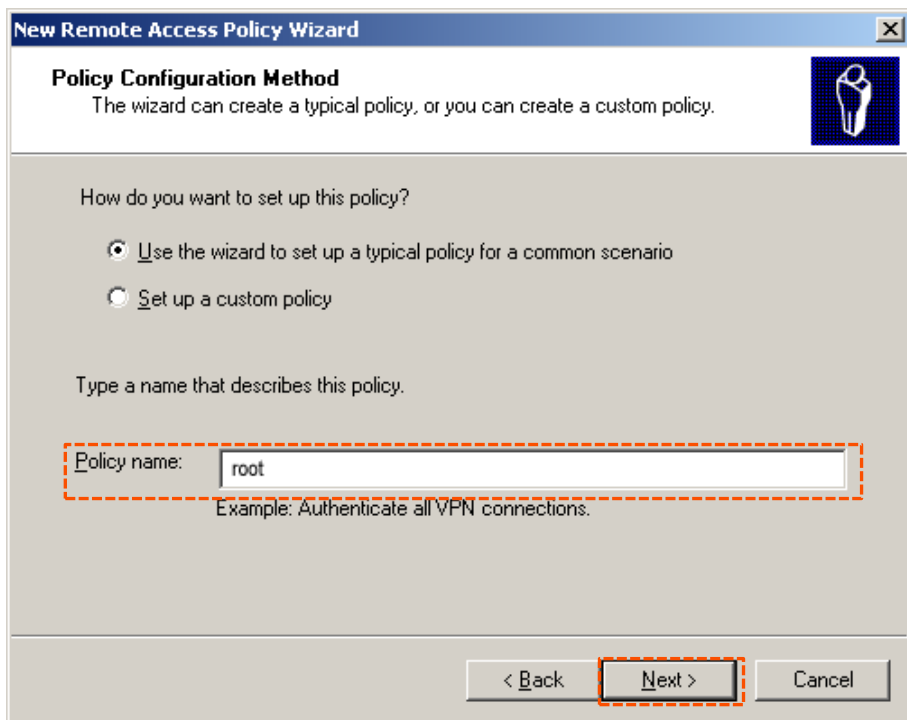 New Remote Access Policy Wizard
Policy Configuration Method
The wizard can create a typical policy, or you can create a custom policy.
How do you want to set up this policy?
Use the wizard to set up a typical policy for a common scenario
Set up a custom policy
Type a name that describes this policy.
Policy name: root
Example: Authenticate all VPN connections.
< Back Next > Cancel